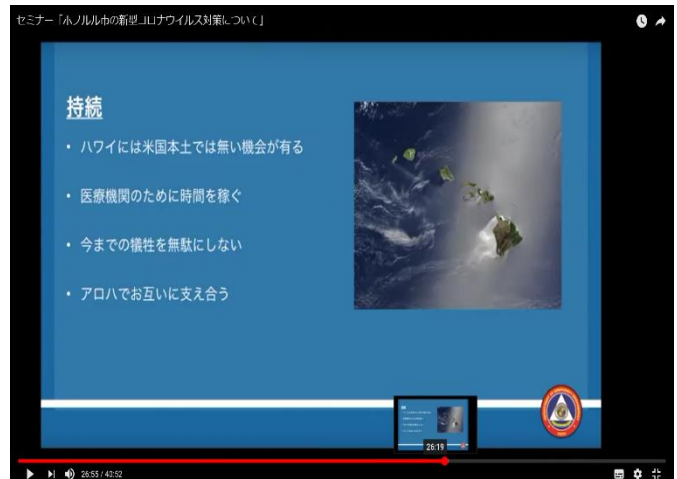 セミナー「ホノルル市の新型コロナウイルス対策について」
持続
• ハワイには米国本土では無い機会が有る
• 医療機関のために時間を稼ぐ
• 今までの犠牲を無駄にしない
• アロハでお互いに支え合う
26:19
26:55 / 40:52